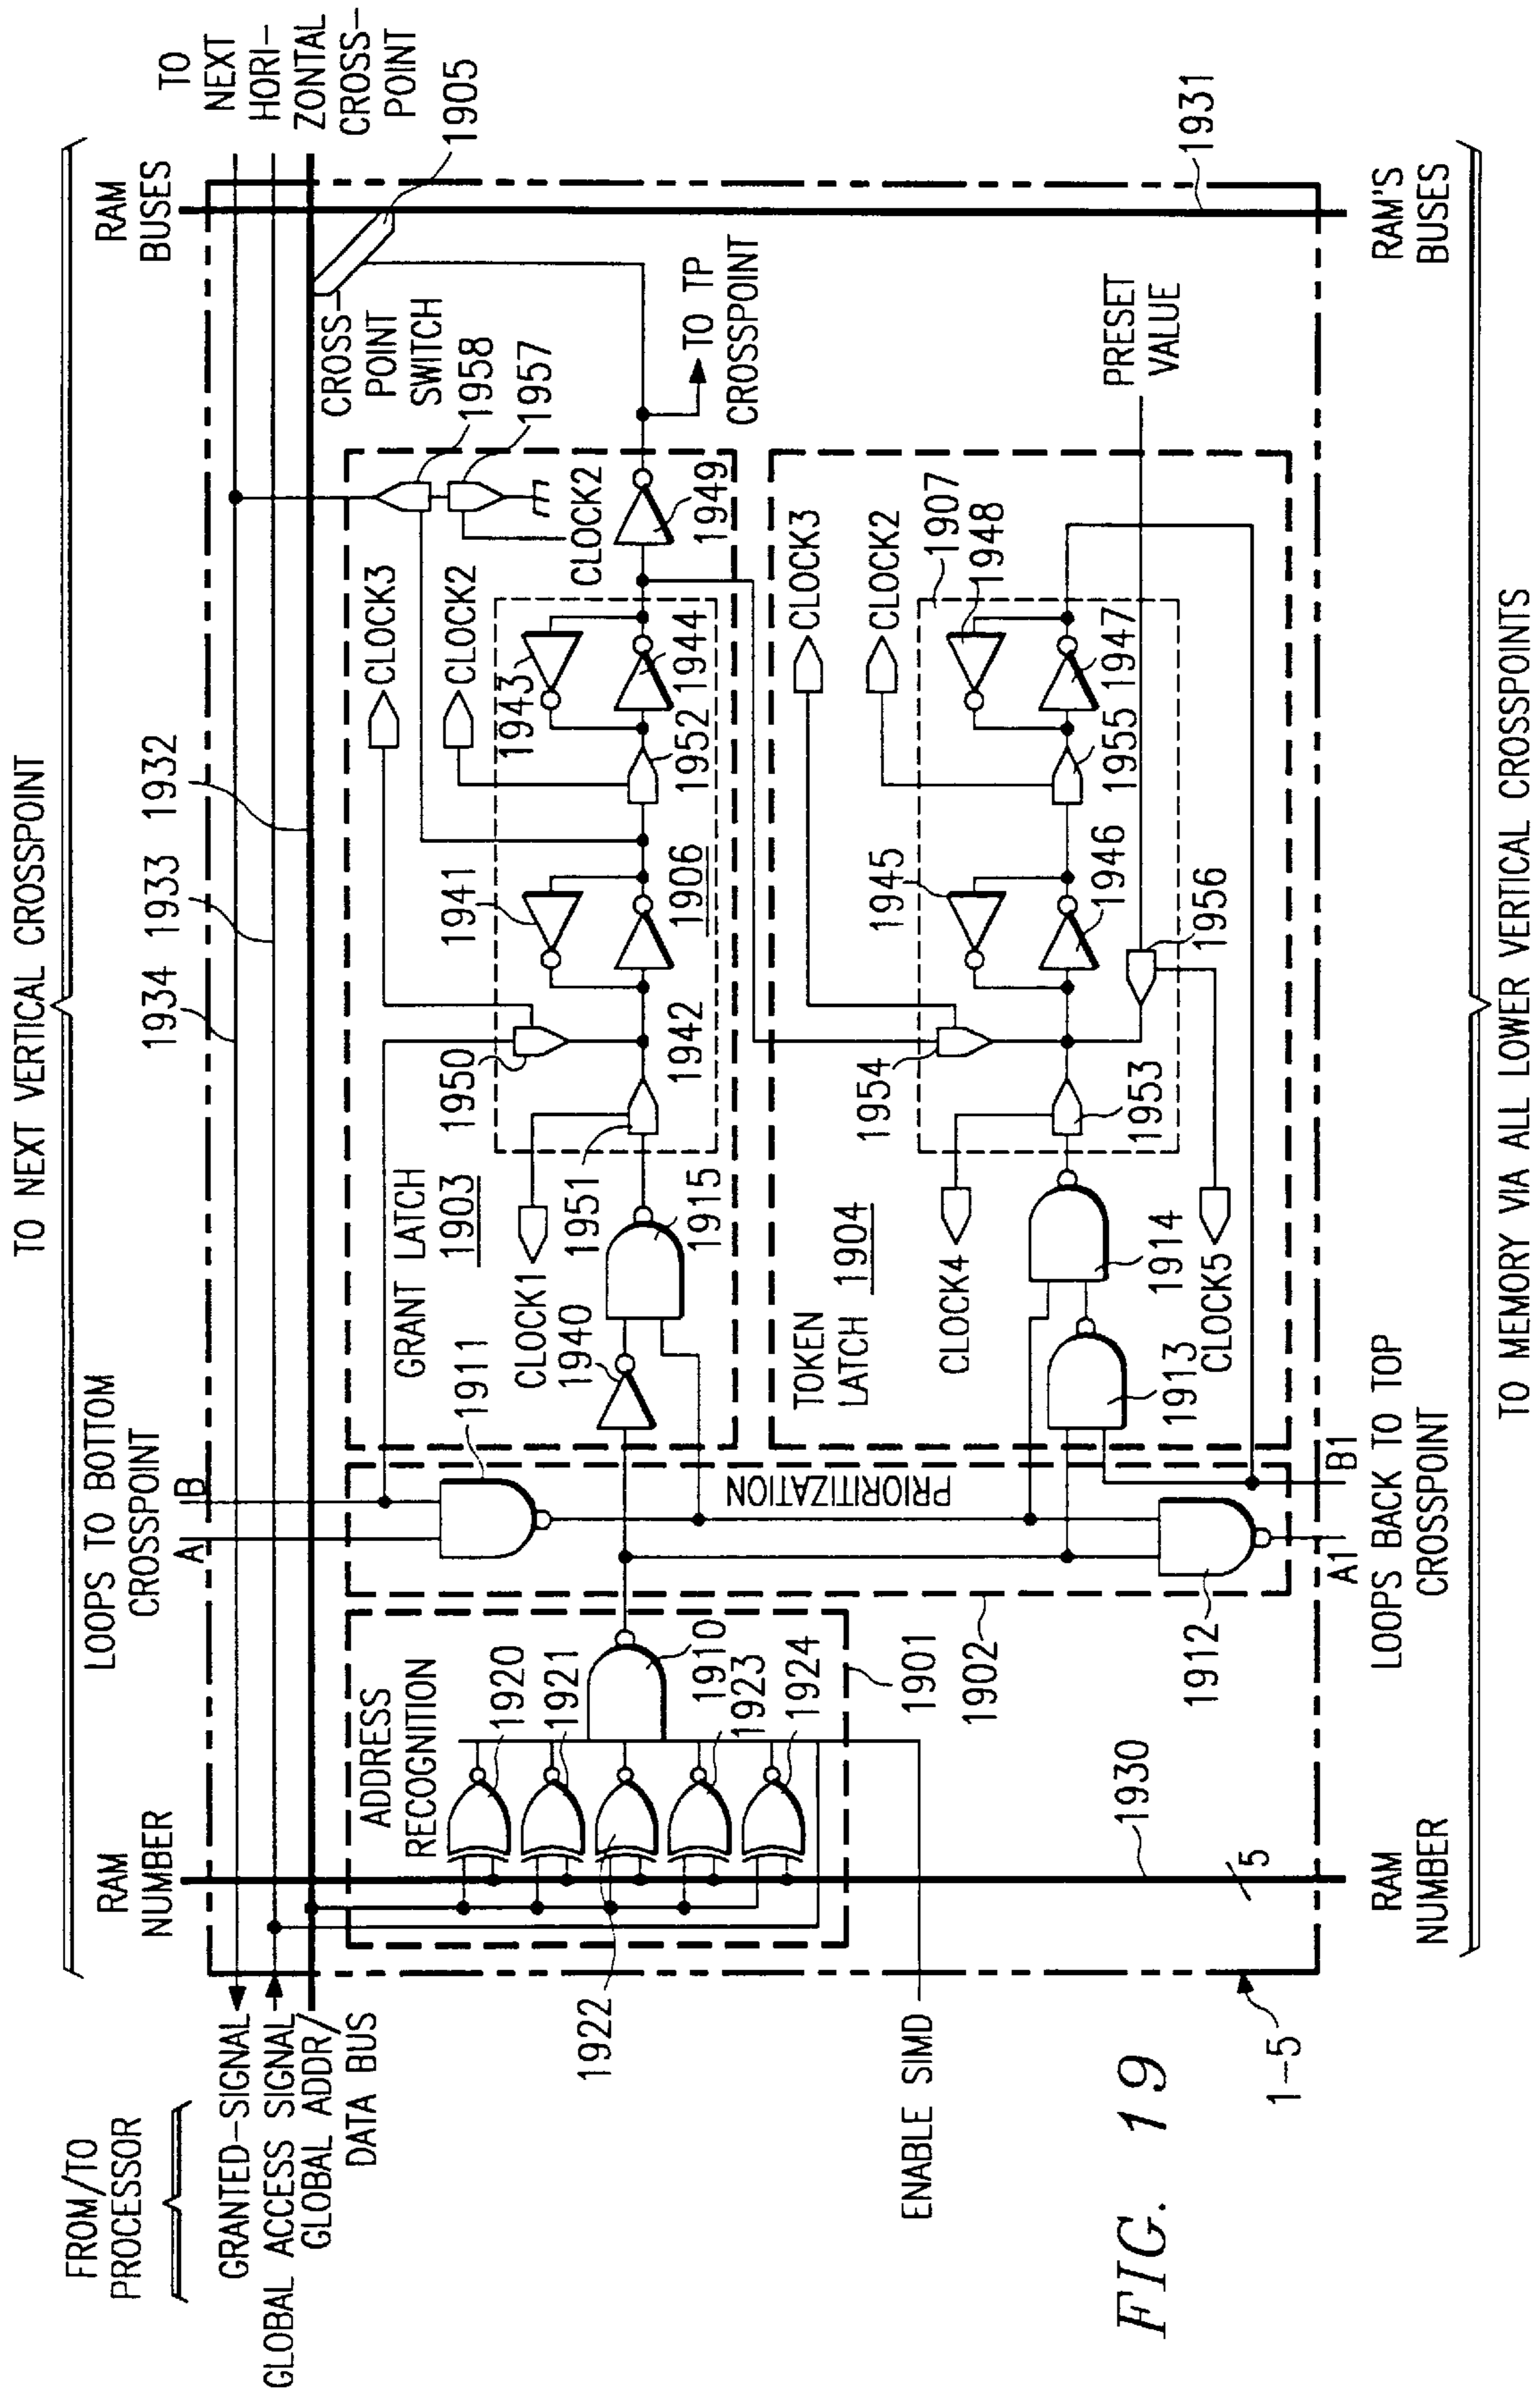 TO NEXT VERTICAL CROSSPOINT
FROM/TO
PROCESSOR
GRANTED-SIGNAL
GLOBAL ACCESS SIGNAL
GLOBAL ADDR/
DATA BUS
RAM
NUMBER
LOOPS TO BOTTOM
CROSSPOINT
A
B
1934
1933
1932
RAM
BUSES
TO
NEXT
HORI-
ZONTAL
CROSS-
POINT
1905
ADDRESS
RECOGNITION
1920
1921
1910
1923
1924
1922
1901
1911
PRIORITIZATION
1902
1912
GRANT LATCH
1903
CLOCK1
1940
1915
1951
1950
1942
1941
1906
CLOCK3
CLOCK2
1943
1944
1952
CLOCK2
1949
1958
1957
CROSS-
POINT
SWITCH
TO TP
CROSSPOINT
TOKEN
LATCH
1904
CLOCK4
1913
1914
CLOCK5
1953
1954
1945
1946
1956
CLOCK3
CLOCK2
1907
1948
1947
1955
PRESET
VALUE
1931
ENABLE SIMD
1930
5
1-5
RAM
NUMBER
A1
B1
LOOPS BACK TO TOP
CROSSPOINT
RAM'S
BUSES
TO MEMORY VIA ALL LOWER VERTICAL CROSSPOINTS
FIG. 19